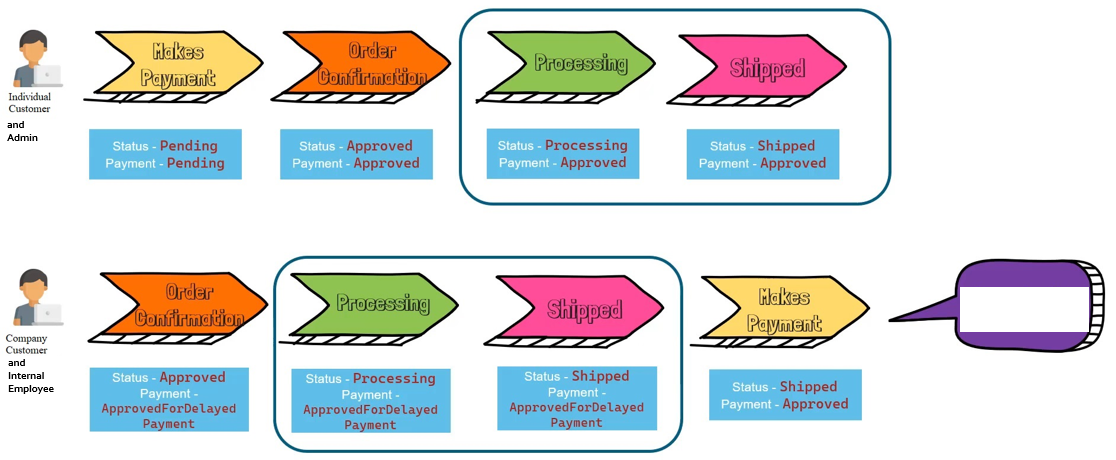 Makes
Payment
Order
Confirmation
Processing
Shipped
Individual
Customer
and
Admin
Status - Pending
Payment - Pending
Status - Approved
Payment - Approved
Status - Processing
Payment - Approved
Status - Shipped
Payment - Approved
Order
Confirmation
Processing
Shipped
Makes
Payment
Company
Customer
and
Internal
Employee
Status - Approved
Payment -
ApprovedForDelayed
Payment
Status - Processing
Payment -
ApprovedForDelayed
Payment
Status - Shipped
Payment -
ApprovedForDelayed
Payment
Status - Shipped
Payment - Approved